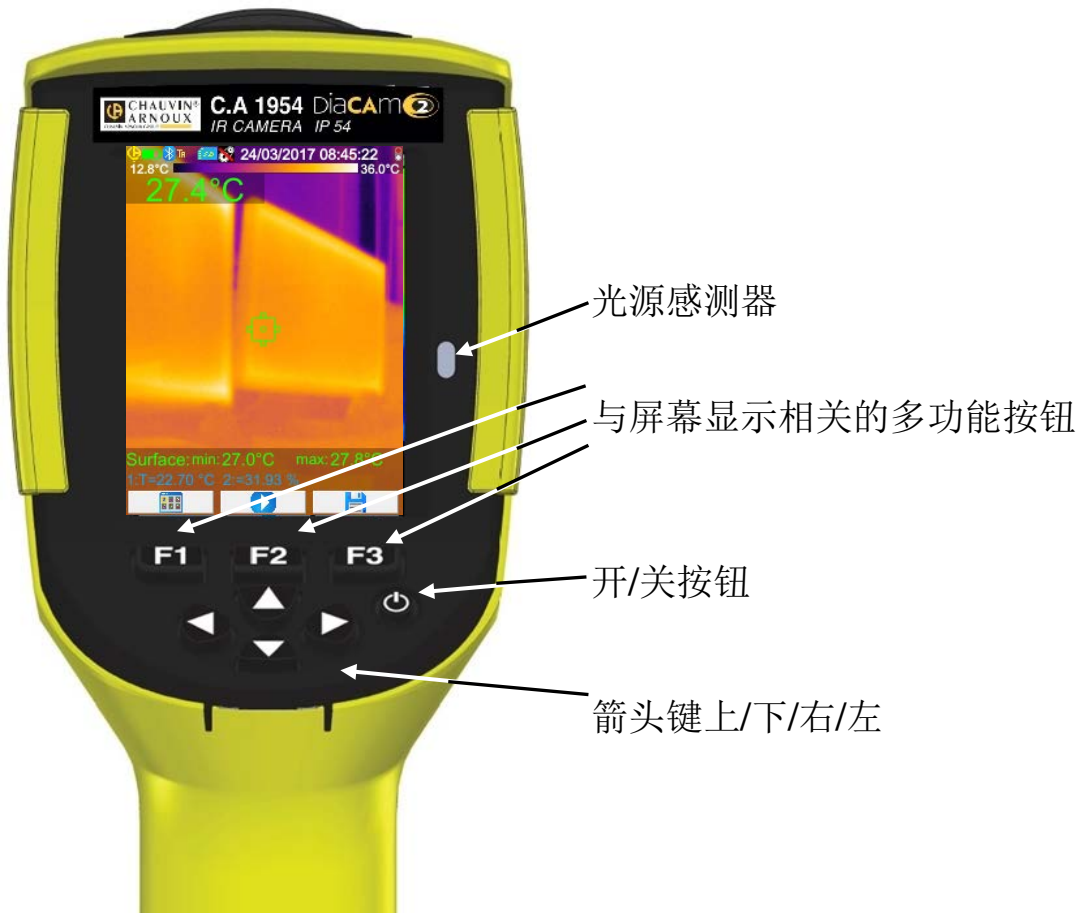 CHAUVIN®
ARNOUX
C.A 1954 DiaCAm 2
IR CAMERA IP 54
24/03/2017 08:45:22
12.8°C 36.0°C
27.4°C
光源感测器
与屏幕显示相关的多功能按钮
Surface: min: 27.0°C max: 27.8°C
1:T=22.70 °C 2:=31.93 %
F1 F2 F3
开/关按钮
箭头键上/下/右/左